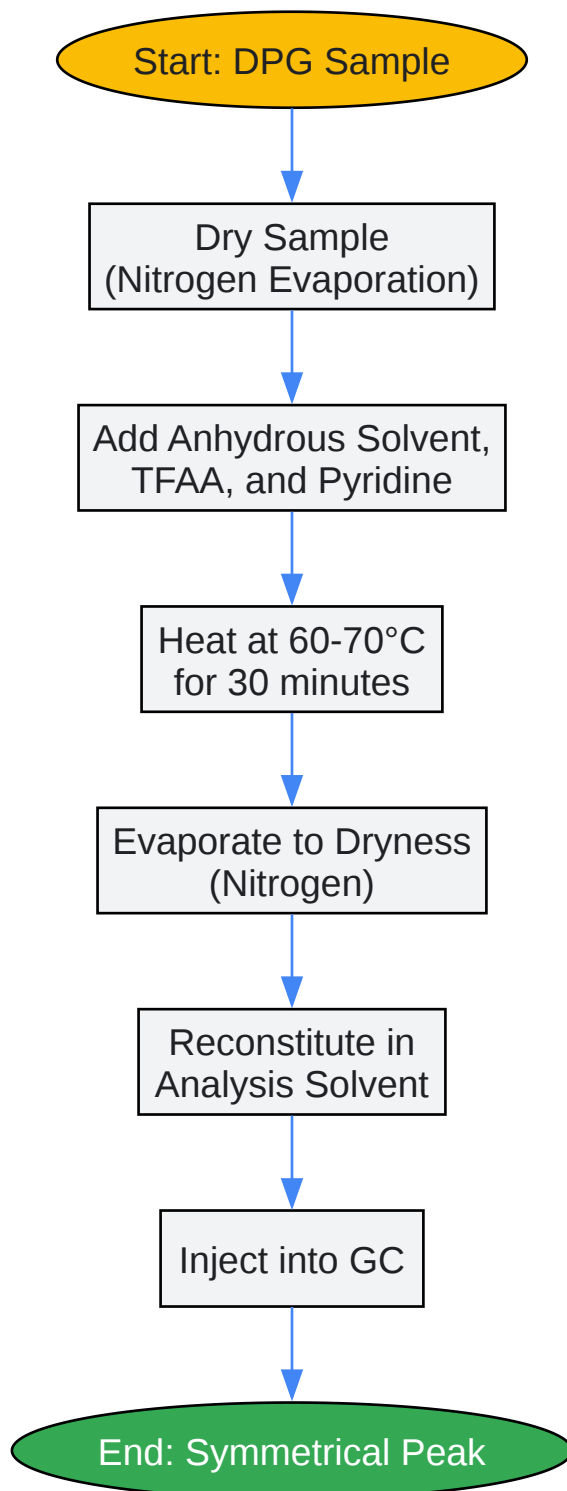 Start: DPG Sample
Dry Sample
(Nitrogen Evaporation)
Add Anhydrous Solvent,
TFAA, and Pyridine
Heat at 60-70°C
for 30 minutes
Evaporate to Dryness
(Nitrogen)
Reconstitute in
Analysis Solvent
Inject into GC
End: Symmetrical Peak